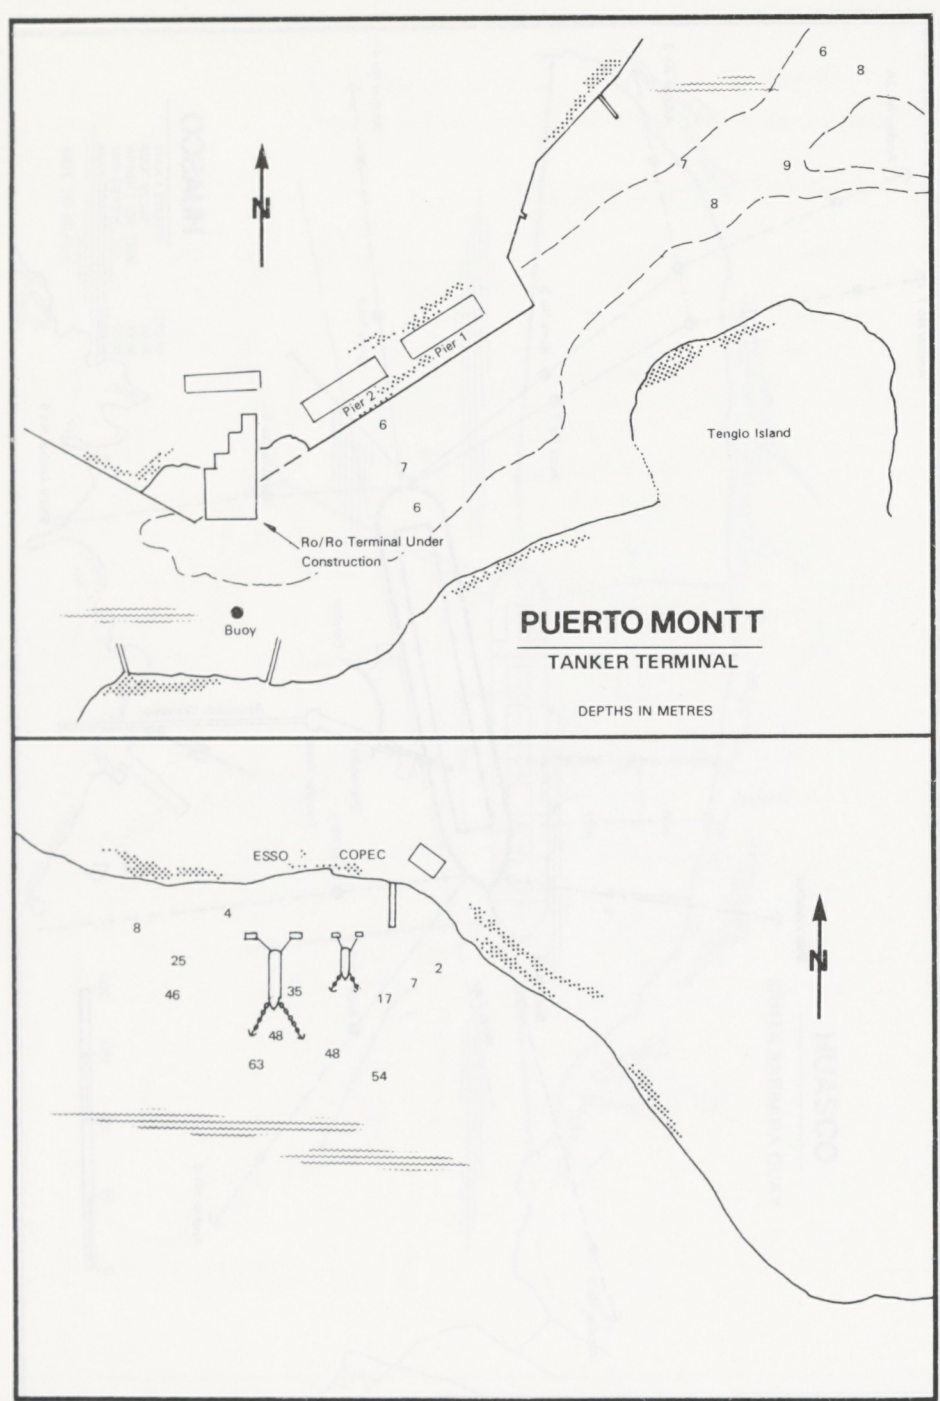 6
8
7
9
8
N
Pier 1
Pier 2
6
7
6
Tenglo Island
Ro/Ro Terminal Under
Construction
Buoy
PUERTO MONTT
TANKER TERMINAL
DEPTHS IN METRES
ESSO COPEC
4
8
25
46
35
2
7
17
48
48
63
54
N
HUASCO
HUASCO